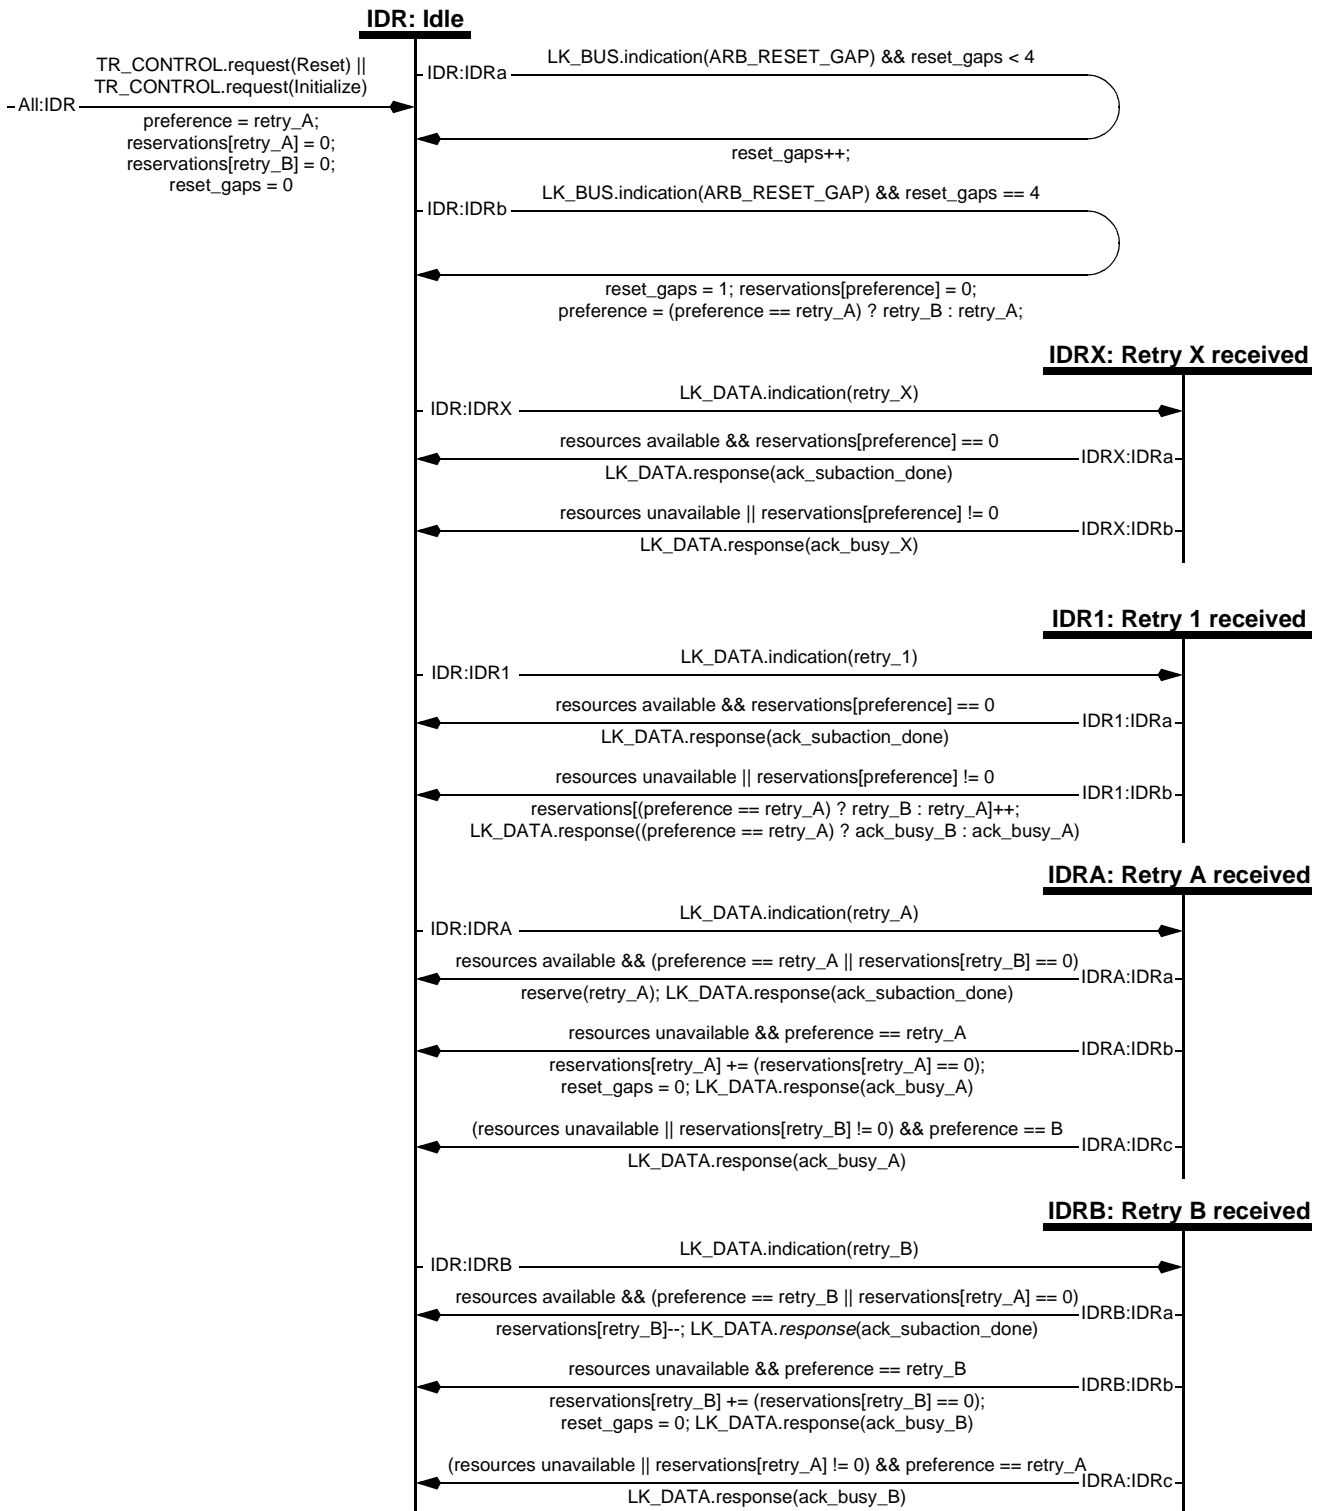 IDR: Idle
TR_CONTROL.request(Reset) ||
TR_CONTROL.request(Initialize)
All:IDR
preference = retry_A;
reservations[retry_A] = 0;
reservations[retry_B] = 0;
reset_gaps = 0
LK_BUS.indication(ARB_RESET_GAP) && reset_gaps < 4
IDR:IDRa
reset_gaps++;
LK_BUS.indication(ARB_RESET_GAP) && reset_gaps == 4
IDR:IDRb
reset_gaps = 1; reservations[preference] = 0;
preference = (preference == retry_A) ? retry_B : retry_A;
IDRX: Retry X received
LK_DATA.indication(retry_X)
IDR:IDRX
resources available && reservations[preference] == 0
IDRX:IDRa
LK_DATA.response(ack_subaction_done)
resources unavailable || reservations[preference] != 0
IDRX:IDRb
LK_DATA.response(ack_busy_X)
IDR1: Retry 1 received
LK_DATA.indication(retry_1)
IDR:IDR1
resources available && reservations[preference] == 0
IDR1:IDRa
LK_DATA.response(ack_subaction_done)
resources unavailable || reservations[preference] != 0
IDR1:IDRb
reservations[(preference == retry_A) ? retry_B : retry_A]++;
LK_DATA.response((preference == retry_A) ? ack_busy_B : ack_busy_A)
IDRA: Retry A received
LK_DATA.indication(retry_A)
IDR:IDRA
resources available && (preference == retry_A || reservations[retry_B] == 0)
IDRA:IDRa
reserve(retry_A); LK_DATA.response(ack_subaction_done)
resources unavailable && preference == retry_A
IDRA:IDRb
reservations[retry_A] += (reservations[retry_A] == 0);
reset_gaps = 0; LK_DATA.response(ack_busy_A)
(resources unavailable || reservations[retry_B] != 0) && preference == B
IDRA:IDRc
LK_DATA.response(ack_busy_A)
IDRB: Retry B received
LK_DATA.indication(retry_B)
IDR:IDRB
resources available && (preference == retry_B || reservations[retry_A] == 0)
IDRB:IDRa
reservations[retry_B]--; LK_DATA.response(ack_subaction_done)
resources unavailable && preference == retry_B
IDRB:IDRb
reservations[retry_B] += (reservations[retry_B] == 0);
reset_gaps = 0; LK_DATA.response(ack_busy_B)
(resources unavailable || reservations[retry_A] != 0) && preference == retry_A
IDRA:IDRc
LK_DATA.response(ack_busy_B)